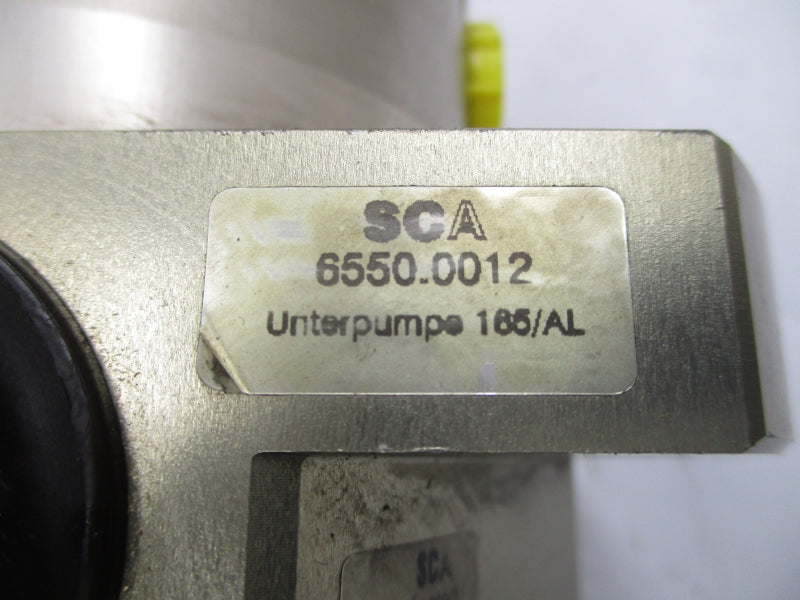 SCA
6550.0012
Unterpumpe 165/AL
SCA